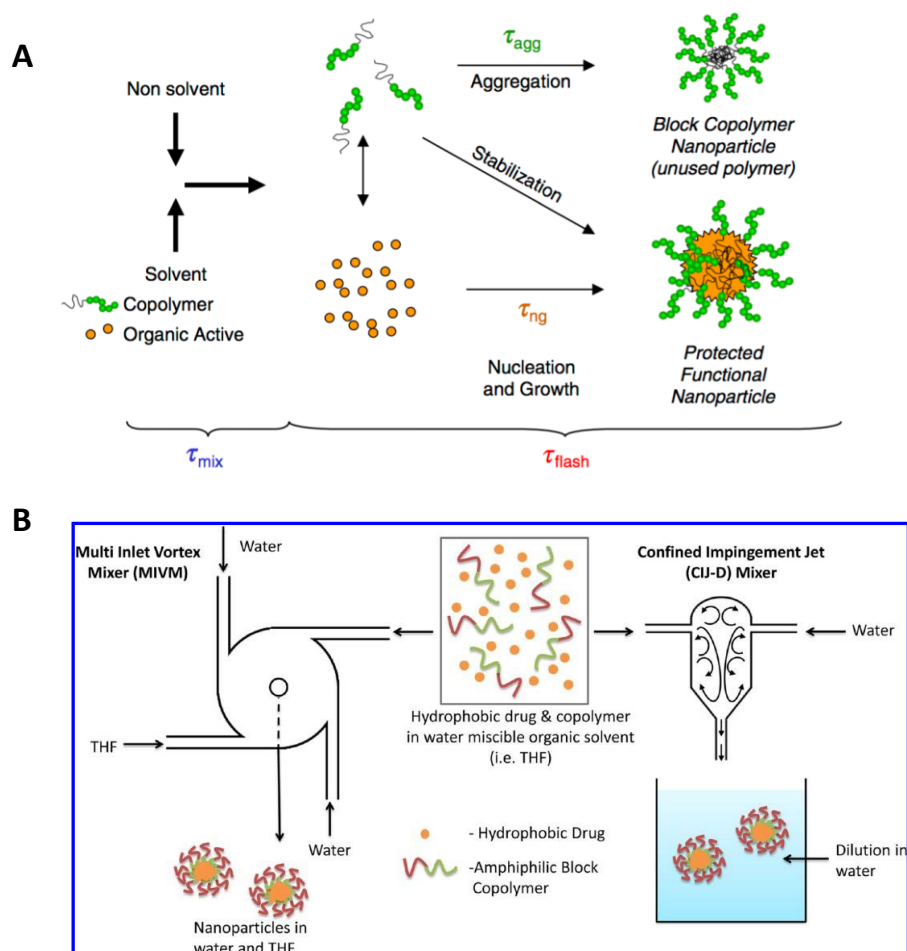 A
Non solvent
Solvent
Copolymer
Organic Active
τagg
Aggregation
Stabilization
τng
Nucleation
and Growth
Block Copolymer
Nanoparticle
(unused polymer)
Protected
Functional
Nanoparticle
τmix
τflash
B
Multi Inlet Vortex
Mixer (MIVM)
Water
THF
Water
Nanoparticles in
water and THF
Hydrophobic drug & copolymer
in water miscible organic solvent
(i.e. THF)
- Hydrophobic Drug
-Amphiphilic Block
Copolymer
Confined Impingement Jet
(CIJ-D) Mixer
Water
Dilution in
water